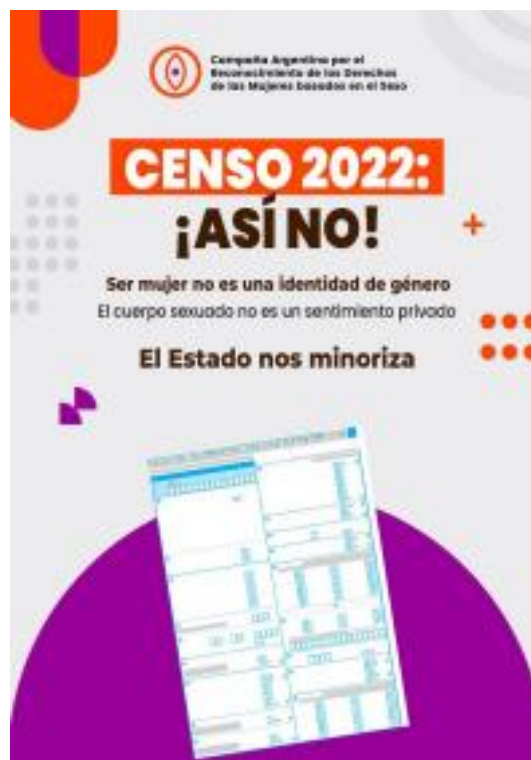 Campaña Argentina por el
Reconocimiento de los Derechos
de las Mujeres basados en el Sexo
CENSO 2022:
¡ASÍ NO!
Ser mujer no es una identidad de género
El cuerpo sexuado no es un sentimiento privado
El Estado nos minoriza